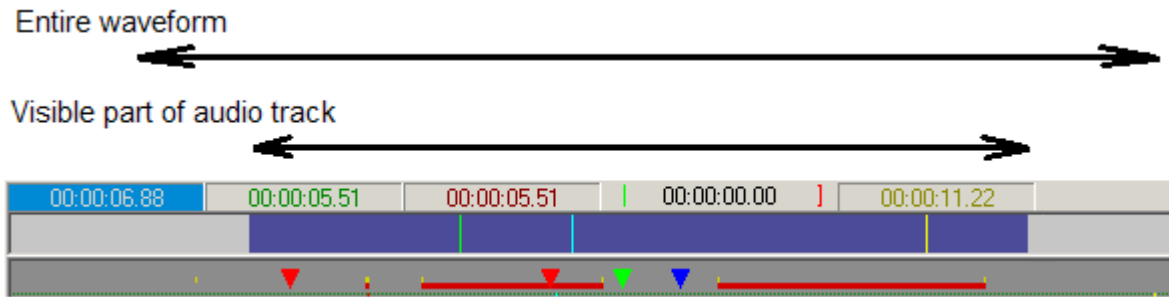 Entire waveform
Visible part of audio track
00:00:06.88 00:00:05.51 00:00:05.51 | 00:00:00.00 ] 00:00:11.22